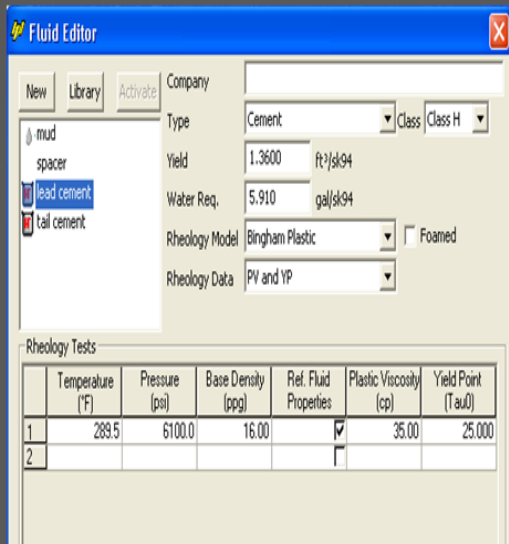 Fluid Editor
New Library Activate
Company
Type Cement Class Class H
Yield 1.3600 ft³/sk94
Water Req. 5.910 gal/sk94
Rheology Model Bingham Plastic Foamed
Rheology Data PV and YP
mud
spacer
lead cement
tail cement
Rheology Tests
Temperature (°F) Pressure (psi) Base Density (ppg) Ref. Fluid Properties Plastic Viscosity (cp) Yield Point (Tau0)
1 289.5 6100.0 16.00 35.00 25.000
2